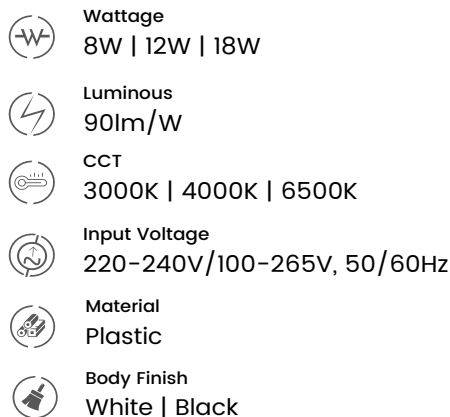 Wattage
8W | 12W | 18W
Luminous
90lm/W
CCT
3000K | 4000K | 6500K
Input Voltage
220-240V/100-265V, 50/60Hz
Material
Plastic
Body Finish
White | Black